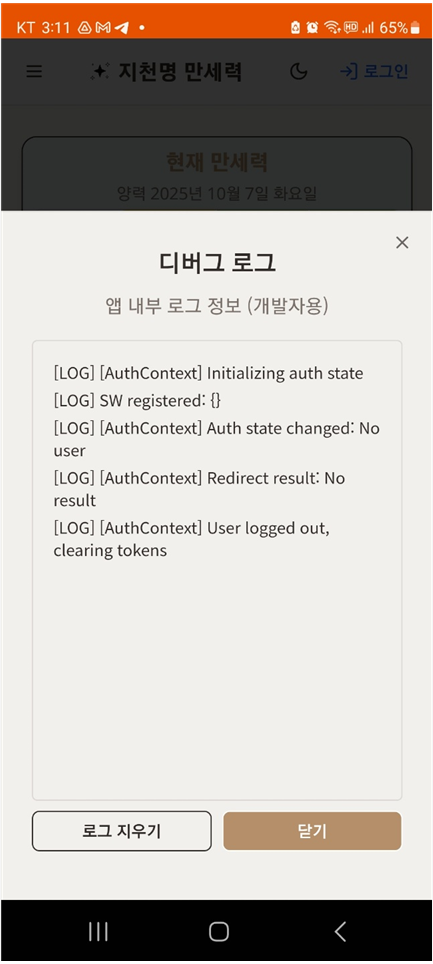 KT 3:11 65%
지천명 만세력 로그인
현재 만세력
양력 2025년 10월 7일 화요일
디버그 로그
앱 내부 로그 정보 (개발자용)
[LOG] [AuthContext] Initializing auth state
[LOG] SW registered: {}
[LOG] [AuthContext] Auth state changed: No
user
[LOG] [AuthContext] Redirect result: No
result
[LOG] [AuthContext] User logged out,
clearing tokens
로그 지우기 닫기